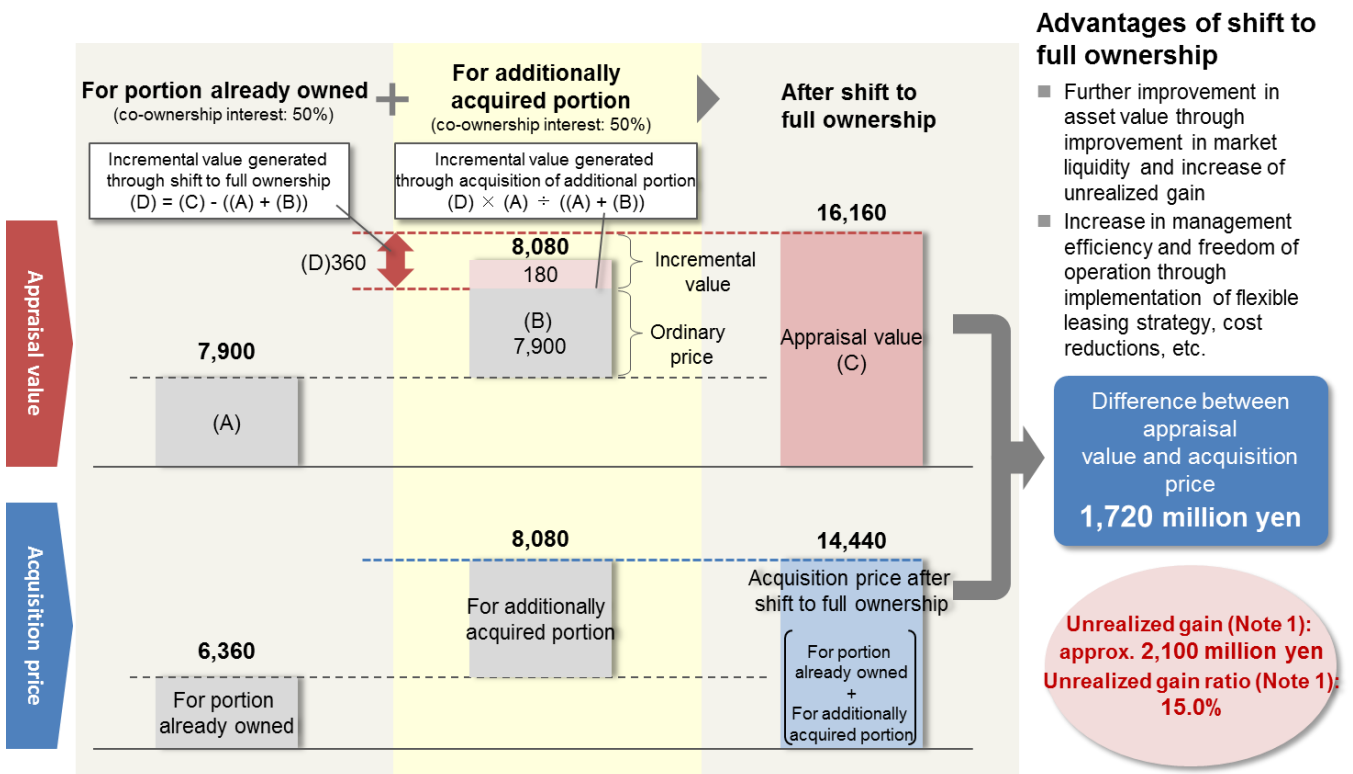 For portion already owned
(co-ownership interest: 50%)
+
For additionally
acquired portion
(co-ownership interest: 50%)
After shift to
full ownership
Incremental value generated
through shift to full ownership
(D) = (C) - ((A) + (B))
Incremental value generated
through acquisition of additional portion
(D) × (A) ÷ ((A) + (B))
Appraisal value
(D)360
8,080
180
(B)
7,900
Incremental
value
Ordinary
price
7,900
(A)
16,160
Appraisal value
(C)
Acquisition price
6,360
For portion
already owned
8,080
For additionally
acquired portion
14,440
Acquisition price after
shift to full ownership
For portion
already owned
+
For additionally
acquired portion
Advantages of shift to
full ownership
■ Further improvement in
asset value through
improvement in market
liquidity and increase of
unrealized gain
■ Increase in management
efficiency and freedom of
operation through
implementation of flexible
leasing strategy, cost
reductions, etc.
Difference between
appraisal
value and acquisition
price
1,720 million yen
Unrealized gain (Note 1):
approx. 2,100 million yen
Unrealized gain ratio (Note 1):
15.0%